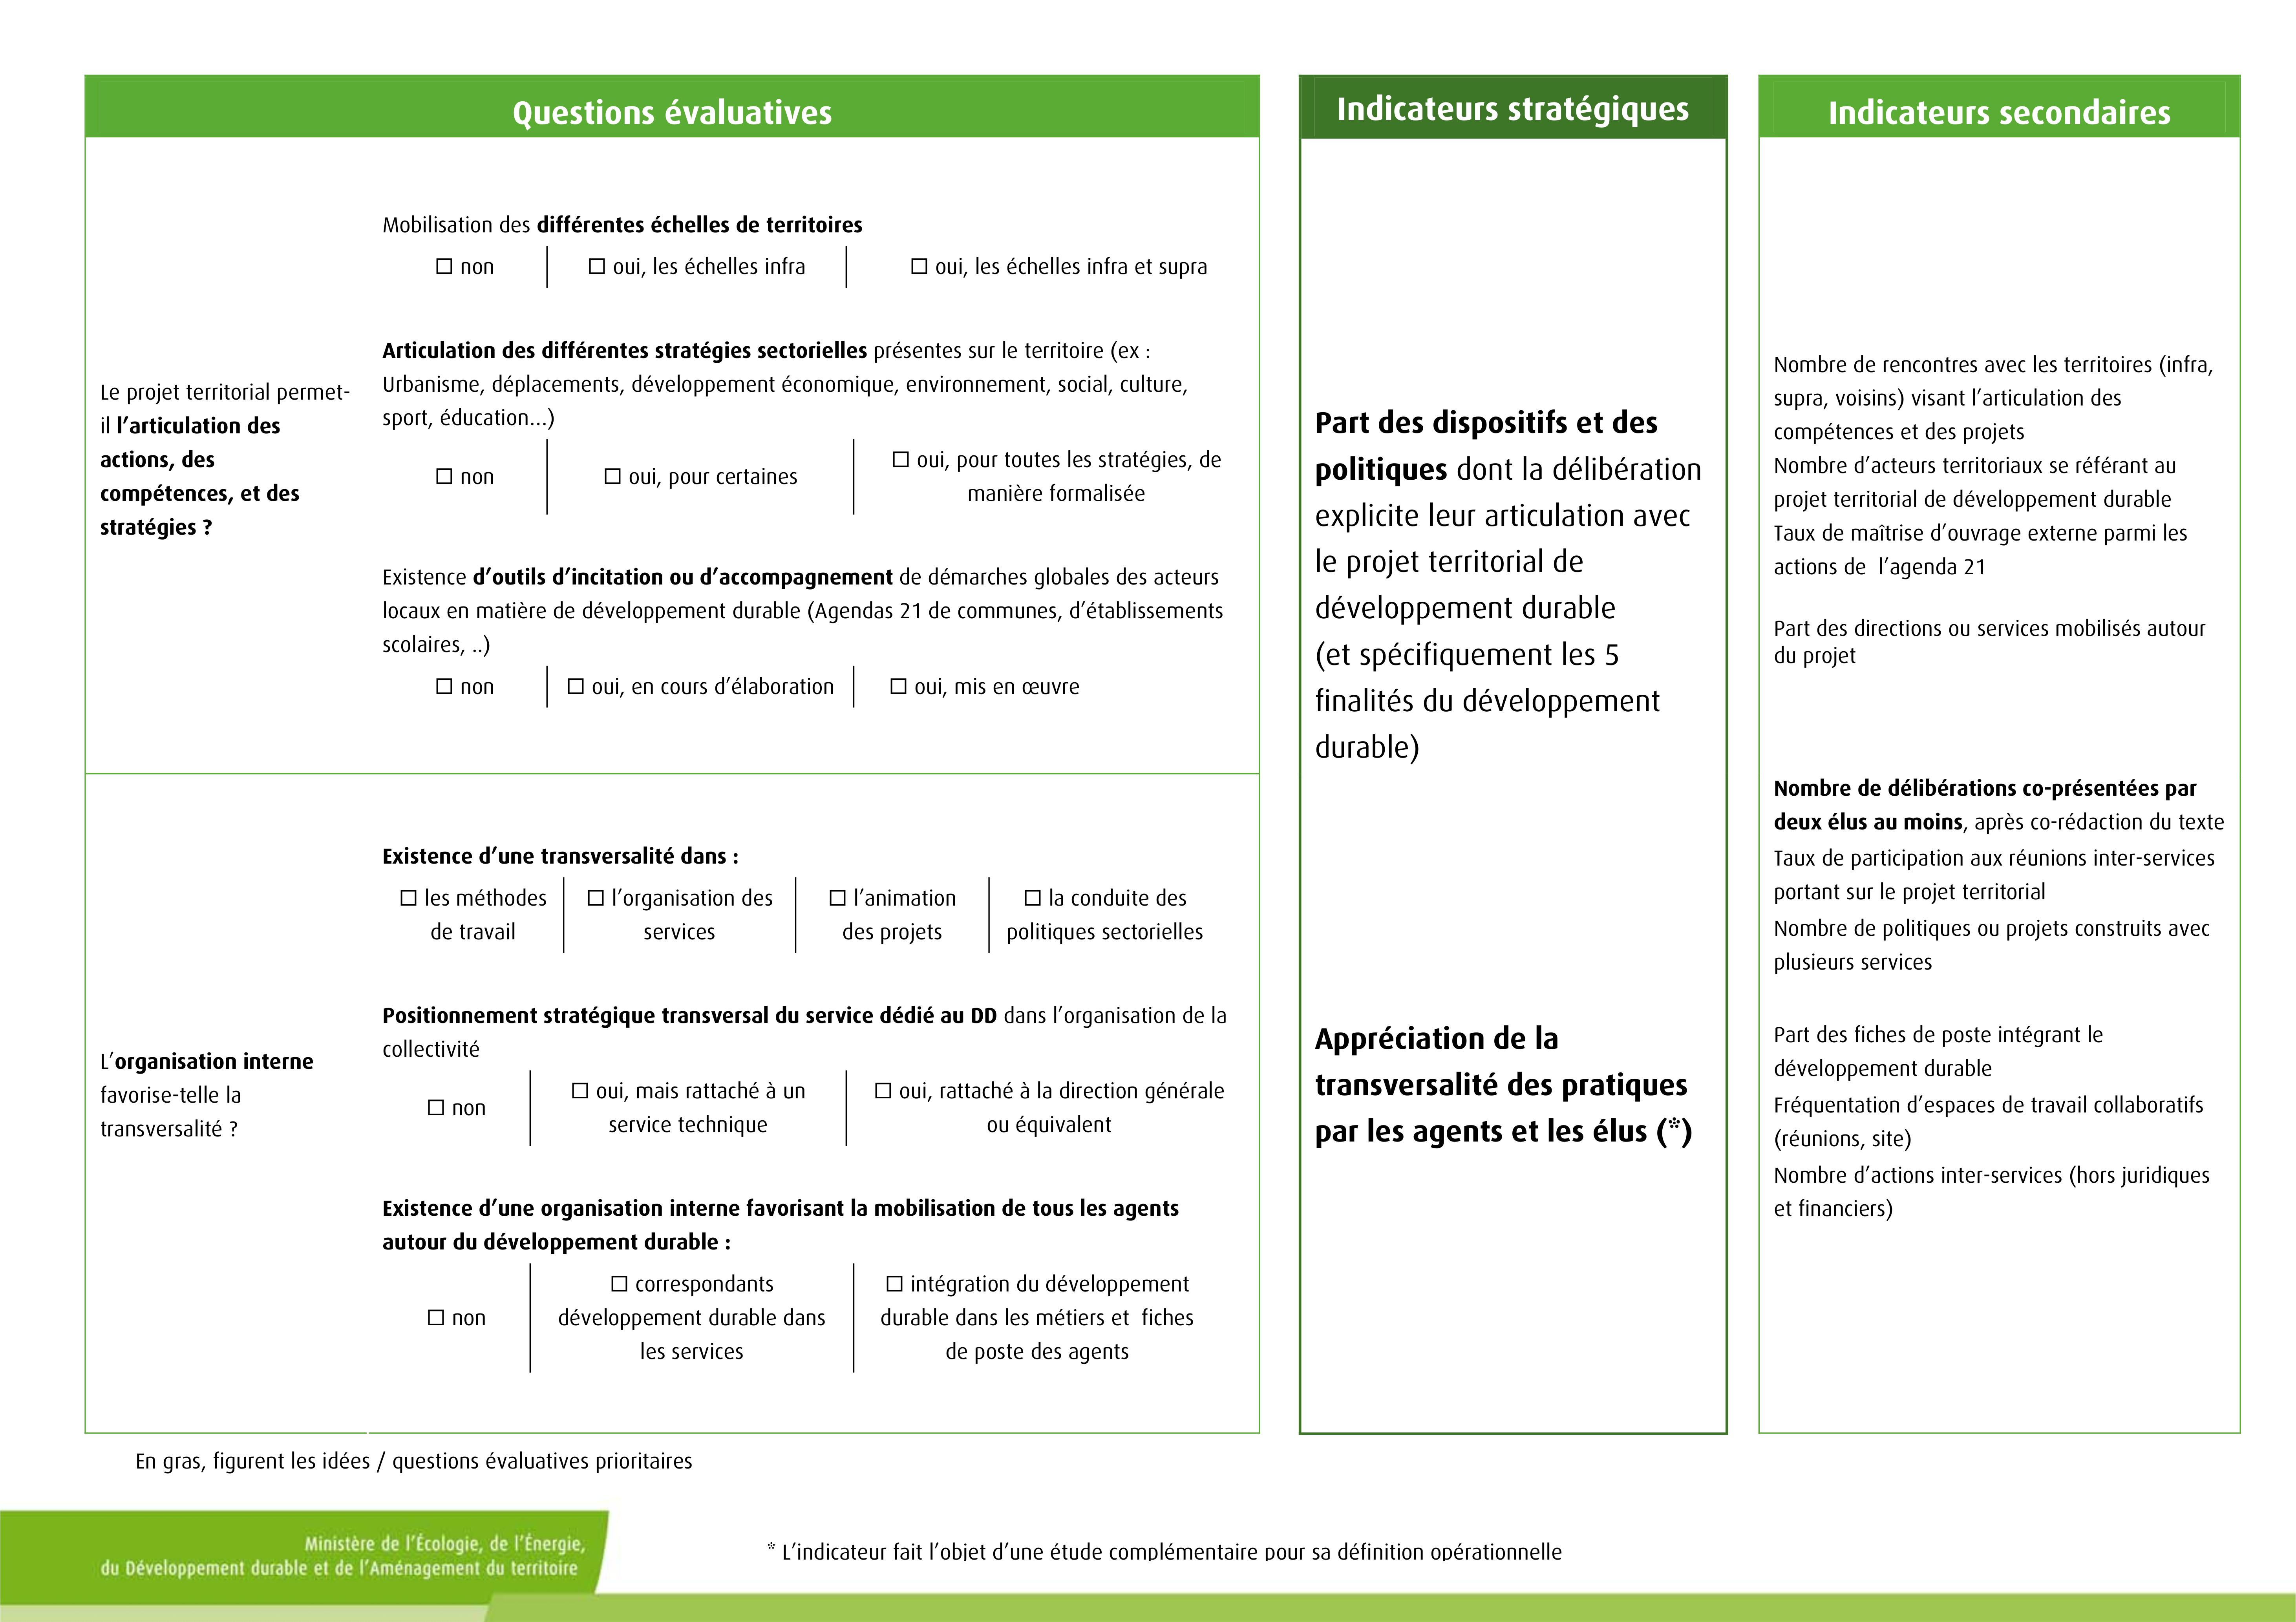 Questions évaluatives
Le projet territorial permet-
il l’articulation des
actions, des
compétences, et des
stratégies ?
Mobilisation des différentes échelles de territoires
☐ non
☐ oui, les échelles infra
☐ oui, les échelles infra et supra
Articulation des différentes stratégies sectorielles présentes sur le territoire (ex :
Urbanisme, déplacements, développement économique, environnement, social, culture,
sport, éducation...)
☐ non
☐ oui, pour certaines
☐ oui, pour toutes les stratégies, de
manière formalisée
Existence d’outils d’incitation ou d’accompagnement de démarches globales des acteurs
locaux en matière de développement durable (Agendas 21 de communes, d’établissements
scolaires, ..)
☐ non
☐ oui, en cours d’élaboration
☐ oui, mis en œuvre
L’organisation interne
favorise-telle la
transversalité ?
Existence d’une transversalité dans :
☐ les méthodes
de travail
☐ l’organisation des
services
☐ l’animation
des projets
☐ la conduite des
politiques sectorielles
Positionnement stratégique transversal du service dédié au DD dans l’organisation de la
collectivité
☐ non
☐ oui, mais rattaché à un
service technique
☐ oui, rattaché à la direction générale
ou équivalent
Existence d’une organisation interne favorisant la mobilisation de tous les agents
autour du développement durable :
☐ non
☐ correspondants
développement durable dans
les services
☐ intégration du développement
durable dans les métiers et fiches
de poste des agents
Indicateurs stratégiques
Part des dispositifs et des
politiques dont la délibération
explicite leur articulation avec
le projet territorial de
développement durable
(et spécifiquement les 5
finalités du développement
durable)
Appréciation de la
transversalité des pratiques
par les agents et les élus (*)
Indicateurs secondaires
Nombre de rencontres avec les territoires (infra,
supra, voisins) visant l’articulation des
compétences et des projets
Nombre d’acteurs territoriaux se référant au
projet territorial de développement durable
Taux de maîtrise d’ouvrage externe parmi les
actions de l’agenda 21
Part des directions ou services mobilisés autour
du projet
Nombre de délibérations co-présentées par
deux élus au moins, après co-rédaction du texte
Taux de participation aux réunions inter-services
portant sur le projet territorial
Nombre de politiques ou projets construits avec
plusieurs services
Part des fiches de poste intégrant le
développement durable
Fréquentation d’espaces de travail collaboratifs
(réunions, site)
Nombre d’actions inter-services (hors juridiques
et financiers)
En gras, figurent les idées / questions évaluatives prioritaires
Ministère de l’Écologie, de l’Énergie,
du Développement durable et de l’Aménagement du territoire
* L’indicateur fait l’objet d’une étude complémentaire pour sa définition opérationnelle